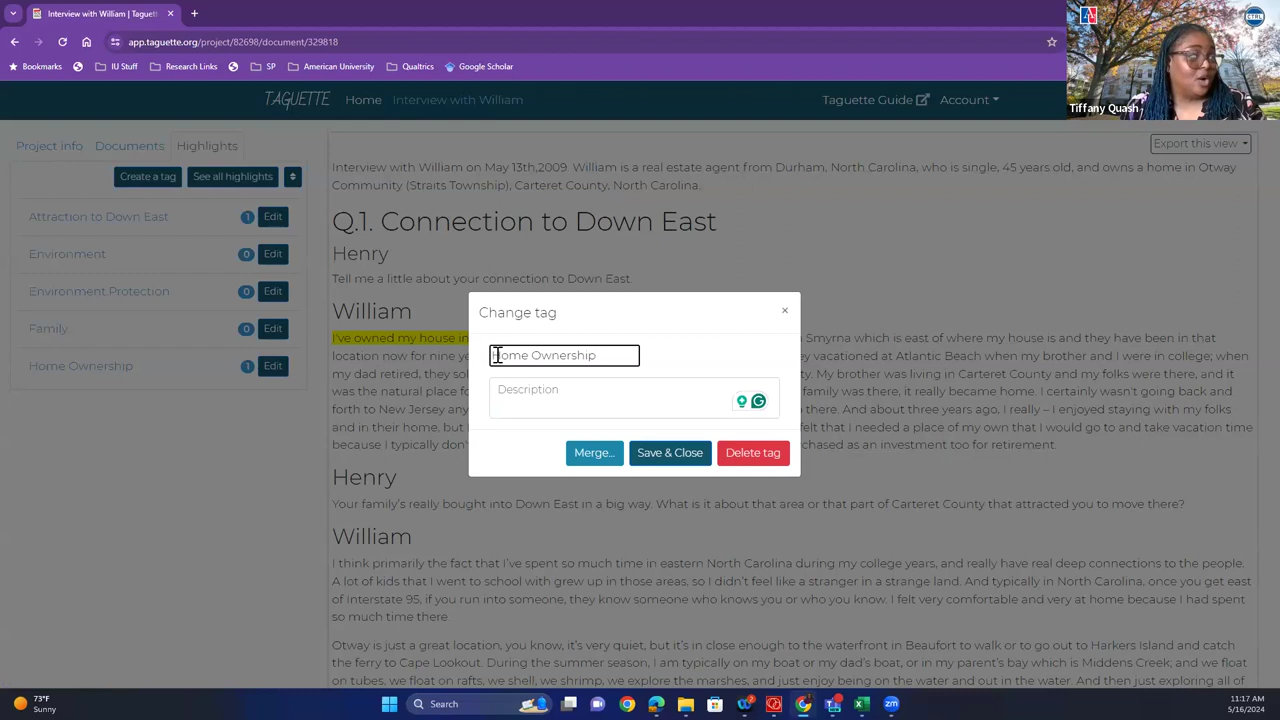 Interview with William | Taguett
app.taguette.org/project/82698/document/329818
Bookmarks IU Stuff Research Links SP American University Qualtrics Google Scholar
Tiffany Quash
TAGUETTE Home Interview with William Taguette Guide Account
Project info Documents Highlights
Export this view
Create a tag See all highlights
Attraction to Down East 1 Edit
Environment 0 Edit
Environment.Protection 0 Edit
Family 0 Edit
Home Ownership 1 Edit
Interview with William on May 13th,2009. William is a real estate agent from Durham, North Carolina, who is single, 45 years old, and owns a home in Otway
Community (Straits Township), Carteret County, North Carolina.
Q.1. Connection to Down East
Henry
Tell me a little about your connection to Down East.
William
I've owned my house in Smyrna which is east of where my house is and they have been in that
location now for nine ye they vacationed at Atlantic Beach when my brother and I were in college; when
my dad retired, they sol My brother was living in Carteret County and my folks were there, and it
was the natural place fo family was there, it really became home. I certainly wasn't going back and
forth to New Jersey any there. And about three years ago, I really – I enjoyed staying with my folks
and in their home, but felt that I needed a place of my own that I would go to and take vacation time
because I typically don' chased as an investment too for retirement.
Change tag ×
Home Ownership
Description
Merge... Save & Close Delete tag
Henry
Your family's really bought into Down East in a big way. What is it about that area or that part of Carteret County that attracted you to move there?
William
I think primarily the fact that I've spent so much time in eastern North Carolina during my college years, and really have real deep connections to the people.
A lot of kids that I went to school with grew up in those areas, so I didn't feel like a stranger in a strange land. And typically in North Carolina, once you get east
of Interstate 95, if you run into someone, they know someone who knows you or who you know. I felt very comfortable and very at home because I had spent
so much time there.
Otway is just a great location, you know, it's very quiet, but it's in close enough to the waterfront in Beaufort to walk or to go out to Harkers Island and catch
the ferry to Cape Lookout. During the summer season, I am typically on my boat or my dad's boat, or in my parent's bay which is Middens Creek; and we float
on tubes, we float on rafts, we shell, we shrimp, we explore the marshes, and just enjoy being on the water and out in the water. And then just exploring all of
73°F
Sunny
Search
11:17 AM
5/16/2024